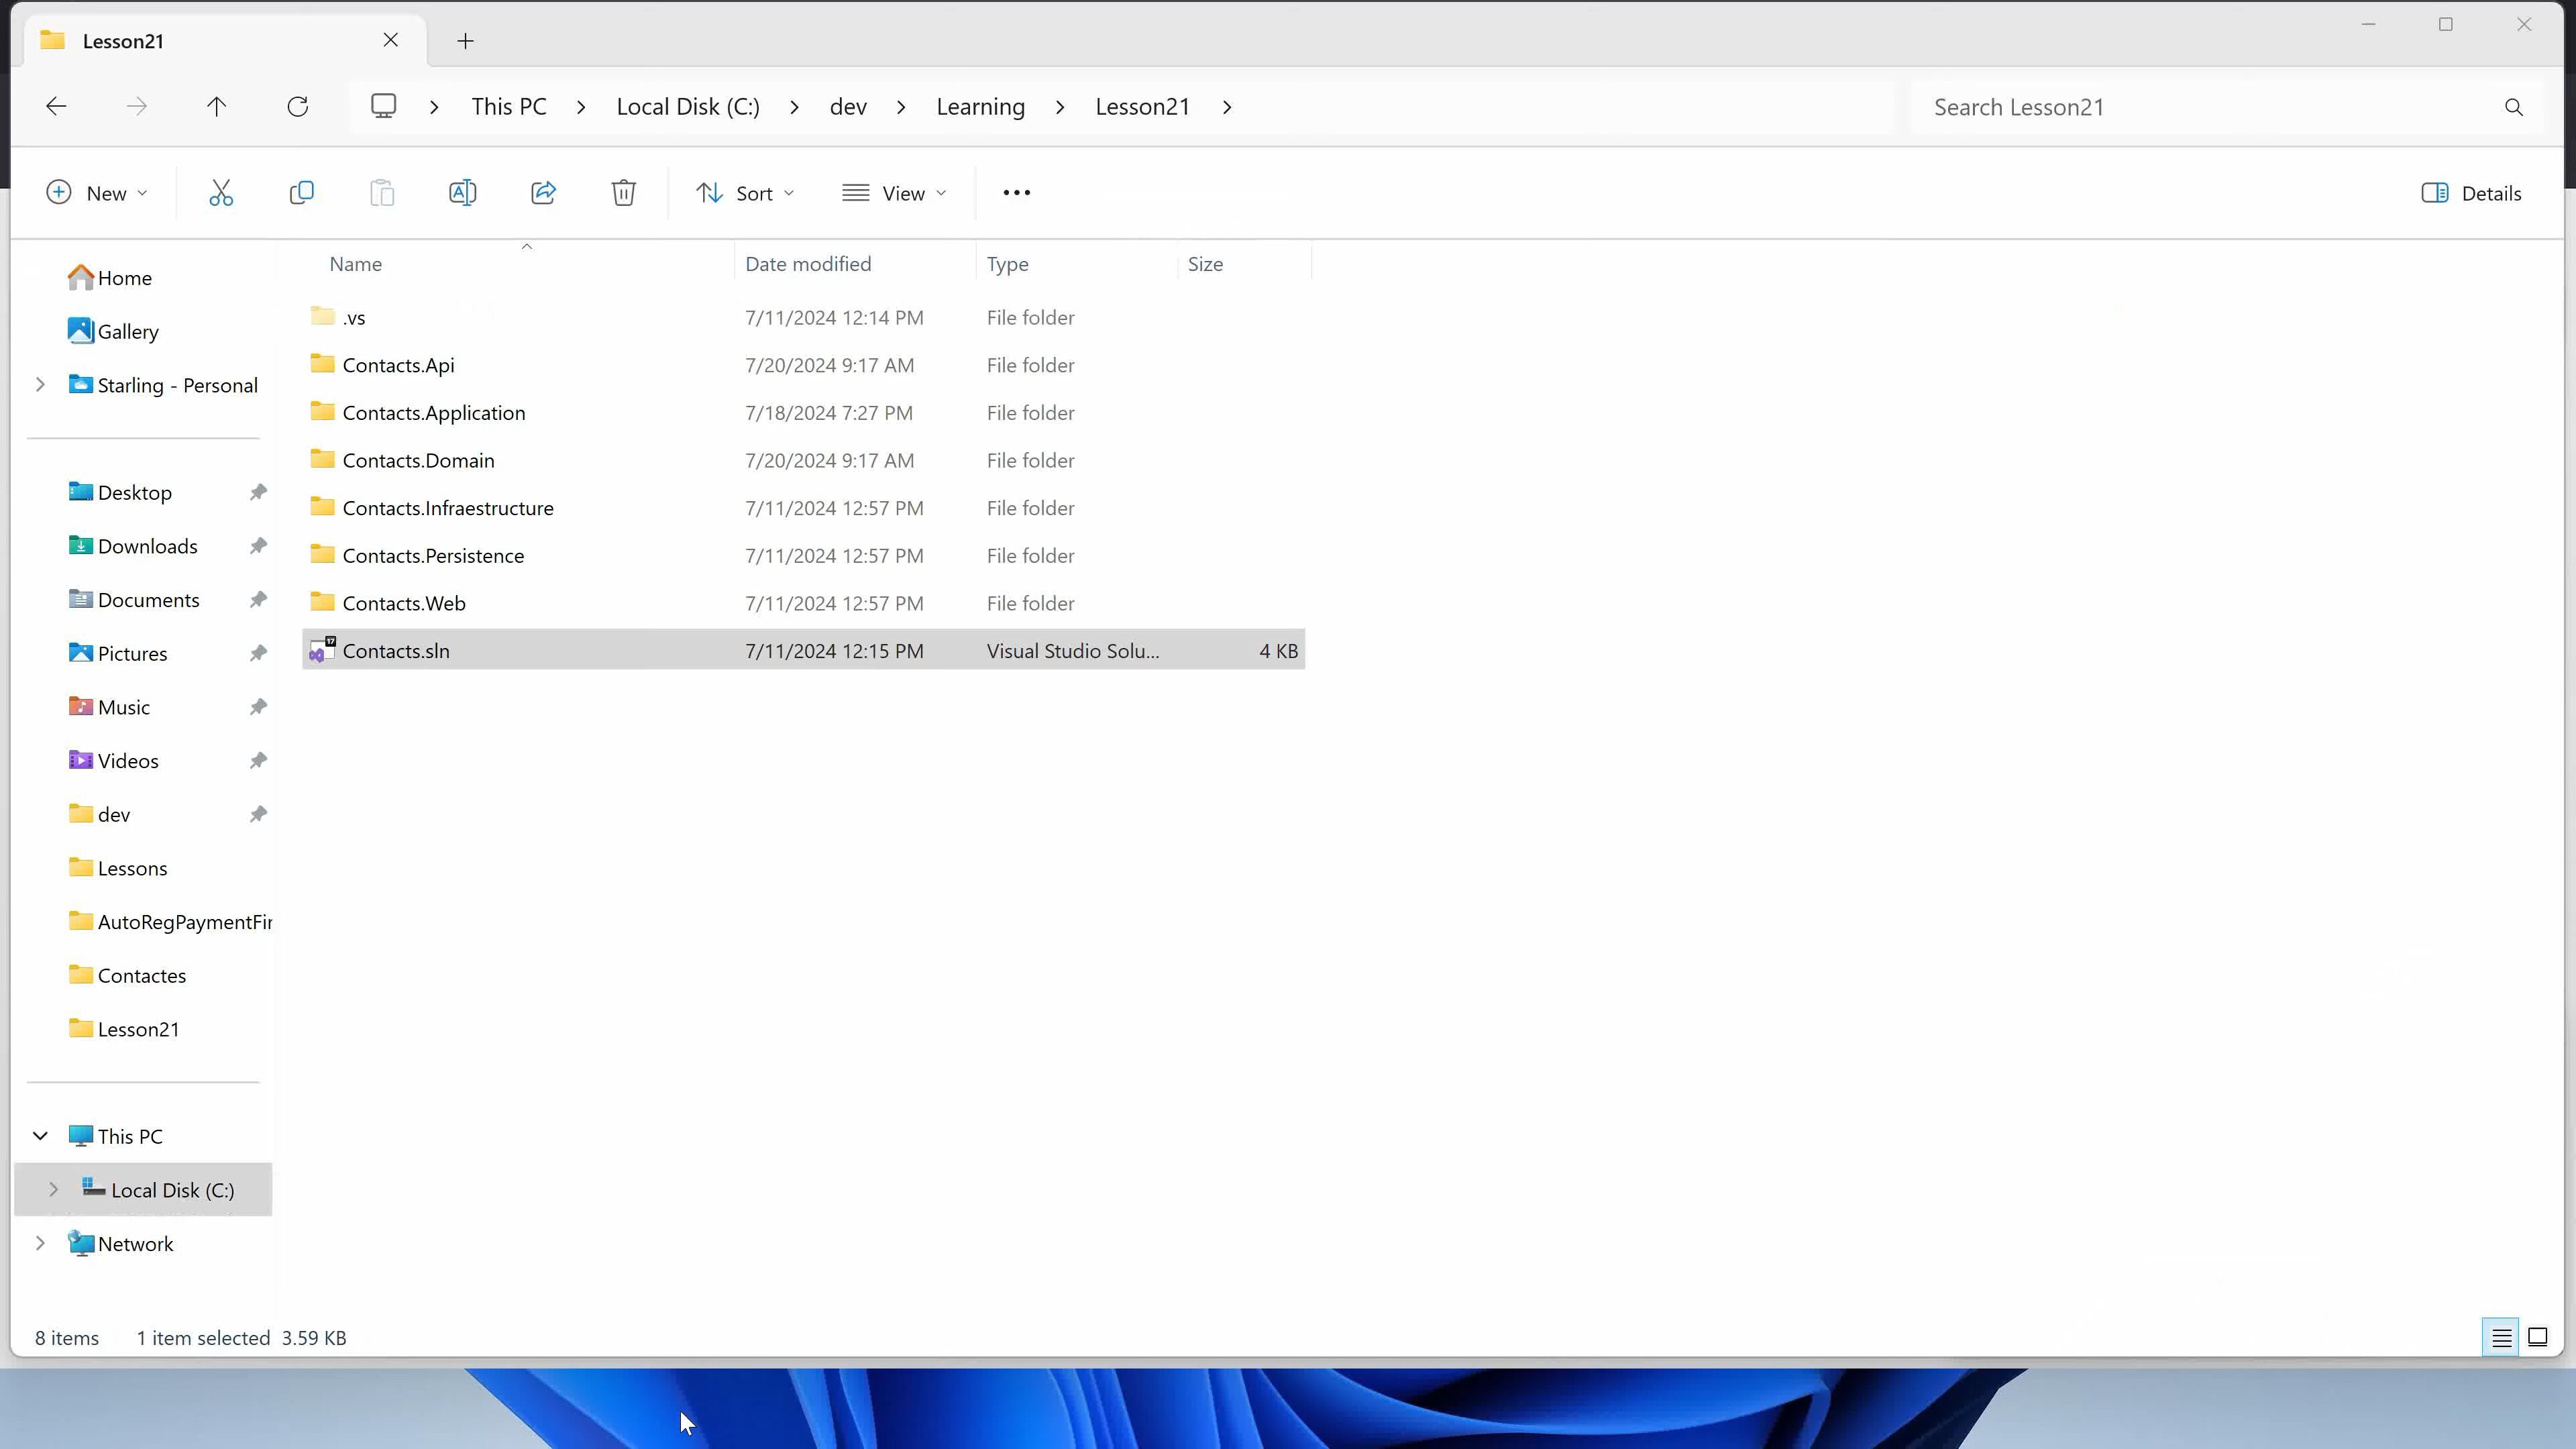 Lesson21
This PC
Local Disk (C:)
dev
Learning
Lesson21
Search Lesson21
New
Sort
View
Details
Name
Date modified
Type
Size
.vs 7/11/2024 12:14 PM File folder
Contacts.Api 7/20/2024 9:17 AM File folder
Contacts.Application 7/18/2024 7:27 PM File folder
Contacts.Domain 7/20/2024 9:17 AM File folder
Contacts.Infraestructure 7/11/2024 12:57 PM File folder
Contacts.Persistence 7/11/2024 12:57 PM File folder
Contacts.Web 7/11/2024 12:57 PM File folder
Contacts.sln 7/11/2024 12:15 PM Visual Studio Solu... 4 KB
Home
Gallery
Starling - Personal
Desktop
Downloads
Documents
Pictures
Music
Videos
dev
Lessons
AutoRegPaymentFir
Contactes
Lesson21
This PC
Local Disk (C:)
Network
8 items 1 item selected 3.59 KB